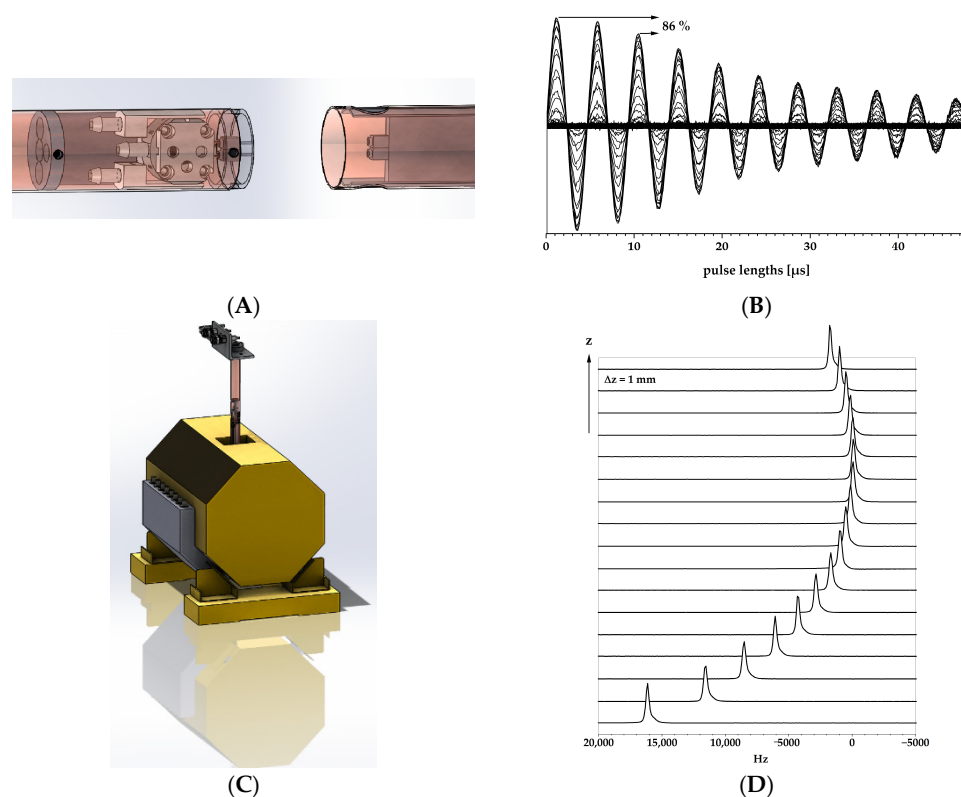 86 %
0 10 20 30 40
pulse lengths [µs]
(A)
(B)
z
Δz = 1 mm
20,000 15,000 10,000 -5000 0 −5000
Hz
(C)
(D)